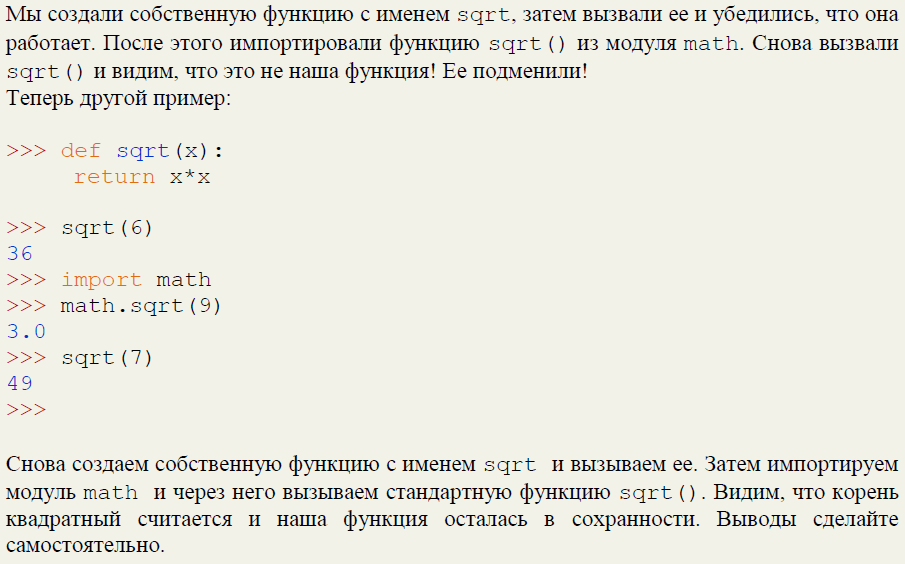 Мы создали собственную функцию с именем sqrt, затем вызвали ее и убедились, что она
работает. После этого импортировали функцию sqrt() из модуля math. Снова вызвали
sqrt() и видим, что это не наша функция! Ее подменили!
Теперь другой пример:
>>> def sqrt(x):
return x*x
>>> sqrt(6)
36
>>> import math
>>> math.sqrt(9)
3.0
>>> sqrt(7)
49
>>>
Снова создаем собственную функцию с именем sqrt и вызываем ее. Затем импортируем
модуль math и через него вызываем стандартную функцию sqrt(). Видим, что корень
квадратный считается и наша функция осталась в сохранности. Выводы сделайте
самостоятельно.